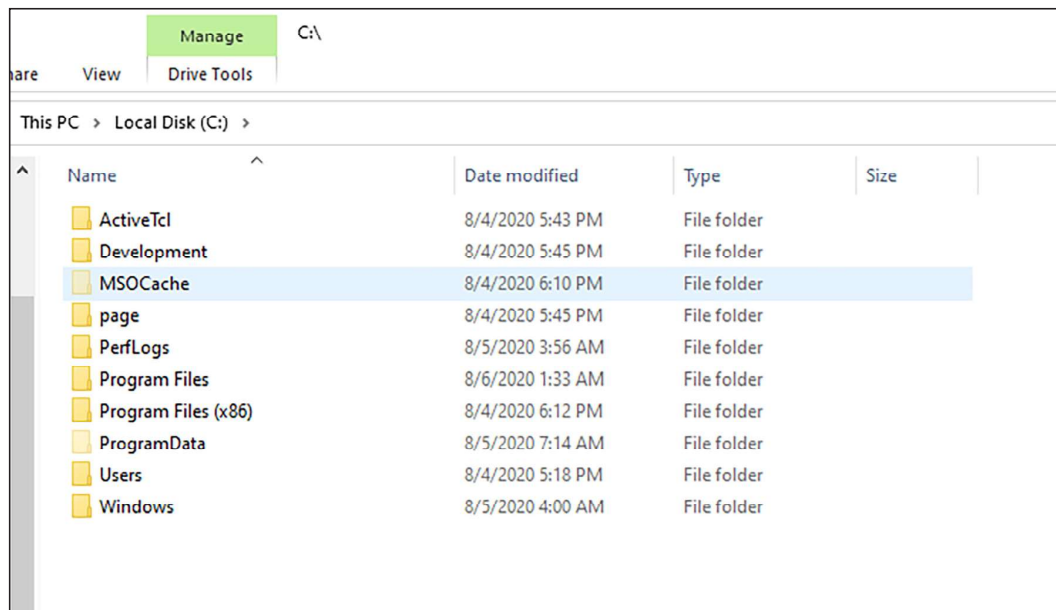 Manage C:\
hare View Drive Tools
This PC > Local Disk (C:) >
Name Date modified Type Size
ActiveTcl 8/4/2020 5:43 PM File folder
Development 8/4/2020 5:45 PM File folder
MSOCache 8/4/2020 6:10 PM File folder
page 8/4/2020 5:45 PM File folder
PerfLogs 8/5/2020 3:56 AM File folder
Program Files 8/6/2020 1:33 AM File folder
Program Files (x86) 8/4/2020 6:12 PM File folder
ProgramData 8/5/2020 7:14 AM File folder
Users 8/4/2020 5:18 PM File folder
Windows 8/5/2020 4:00 AM File folder